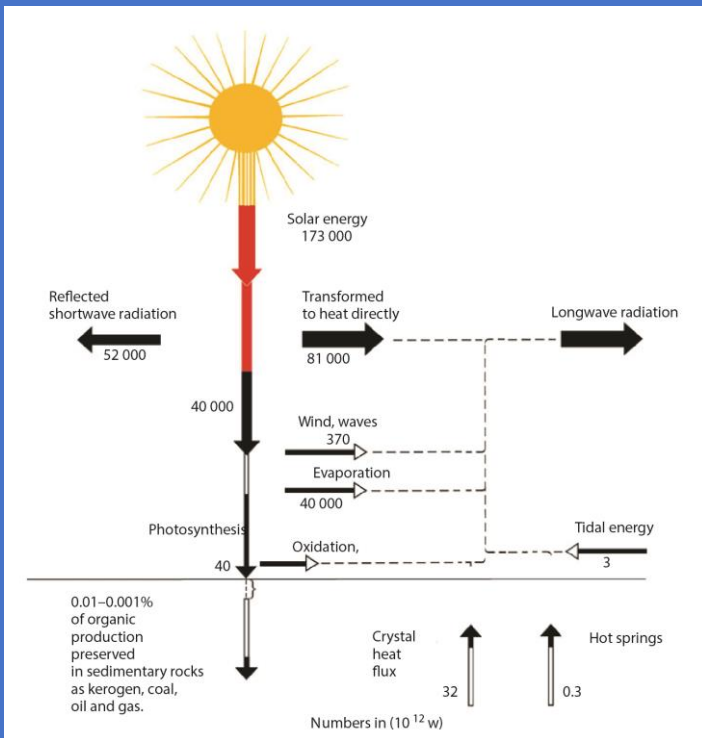 Solar energy
173 000
Reflected
shortwave radiation
52 000
Transformed
to heat directly
81 000
Longwave radiation
40 000
Wind, waves
370
Evaporation
40 000
Photosynthesis
40
Oxidation,
Tidal energy
3
0.01–0.001%
of organic
production
preserved
in sedimentary rocks
as kerogen, coal,
oil and gas.
Crystal
heat
flux
32
Hot springs
0.3
Numbers in (10 12 w)